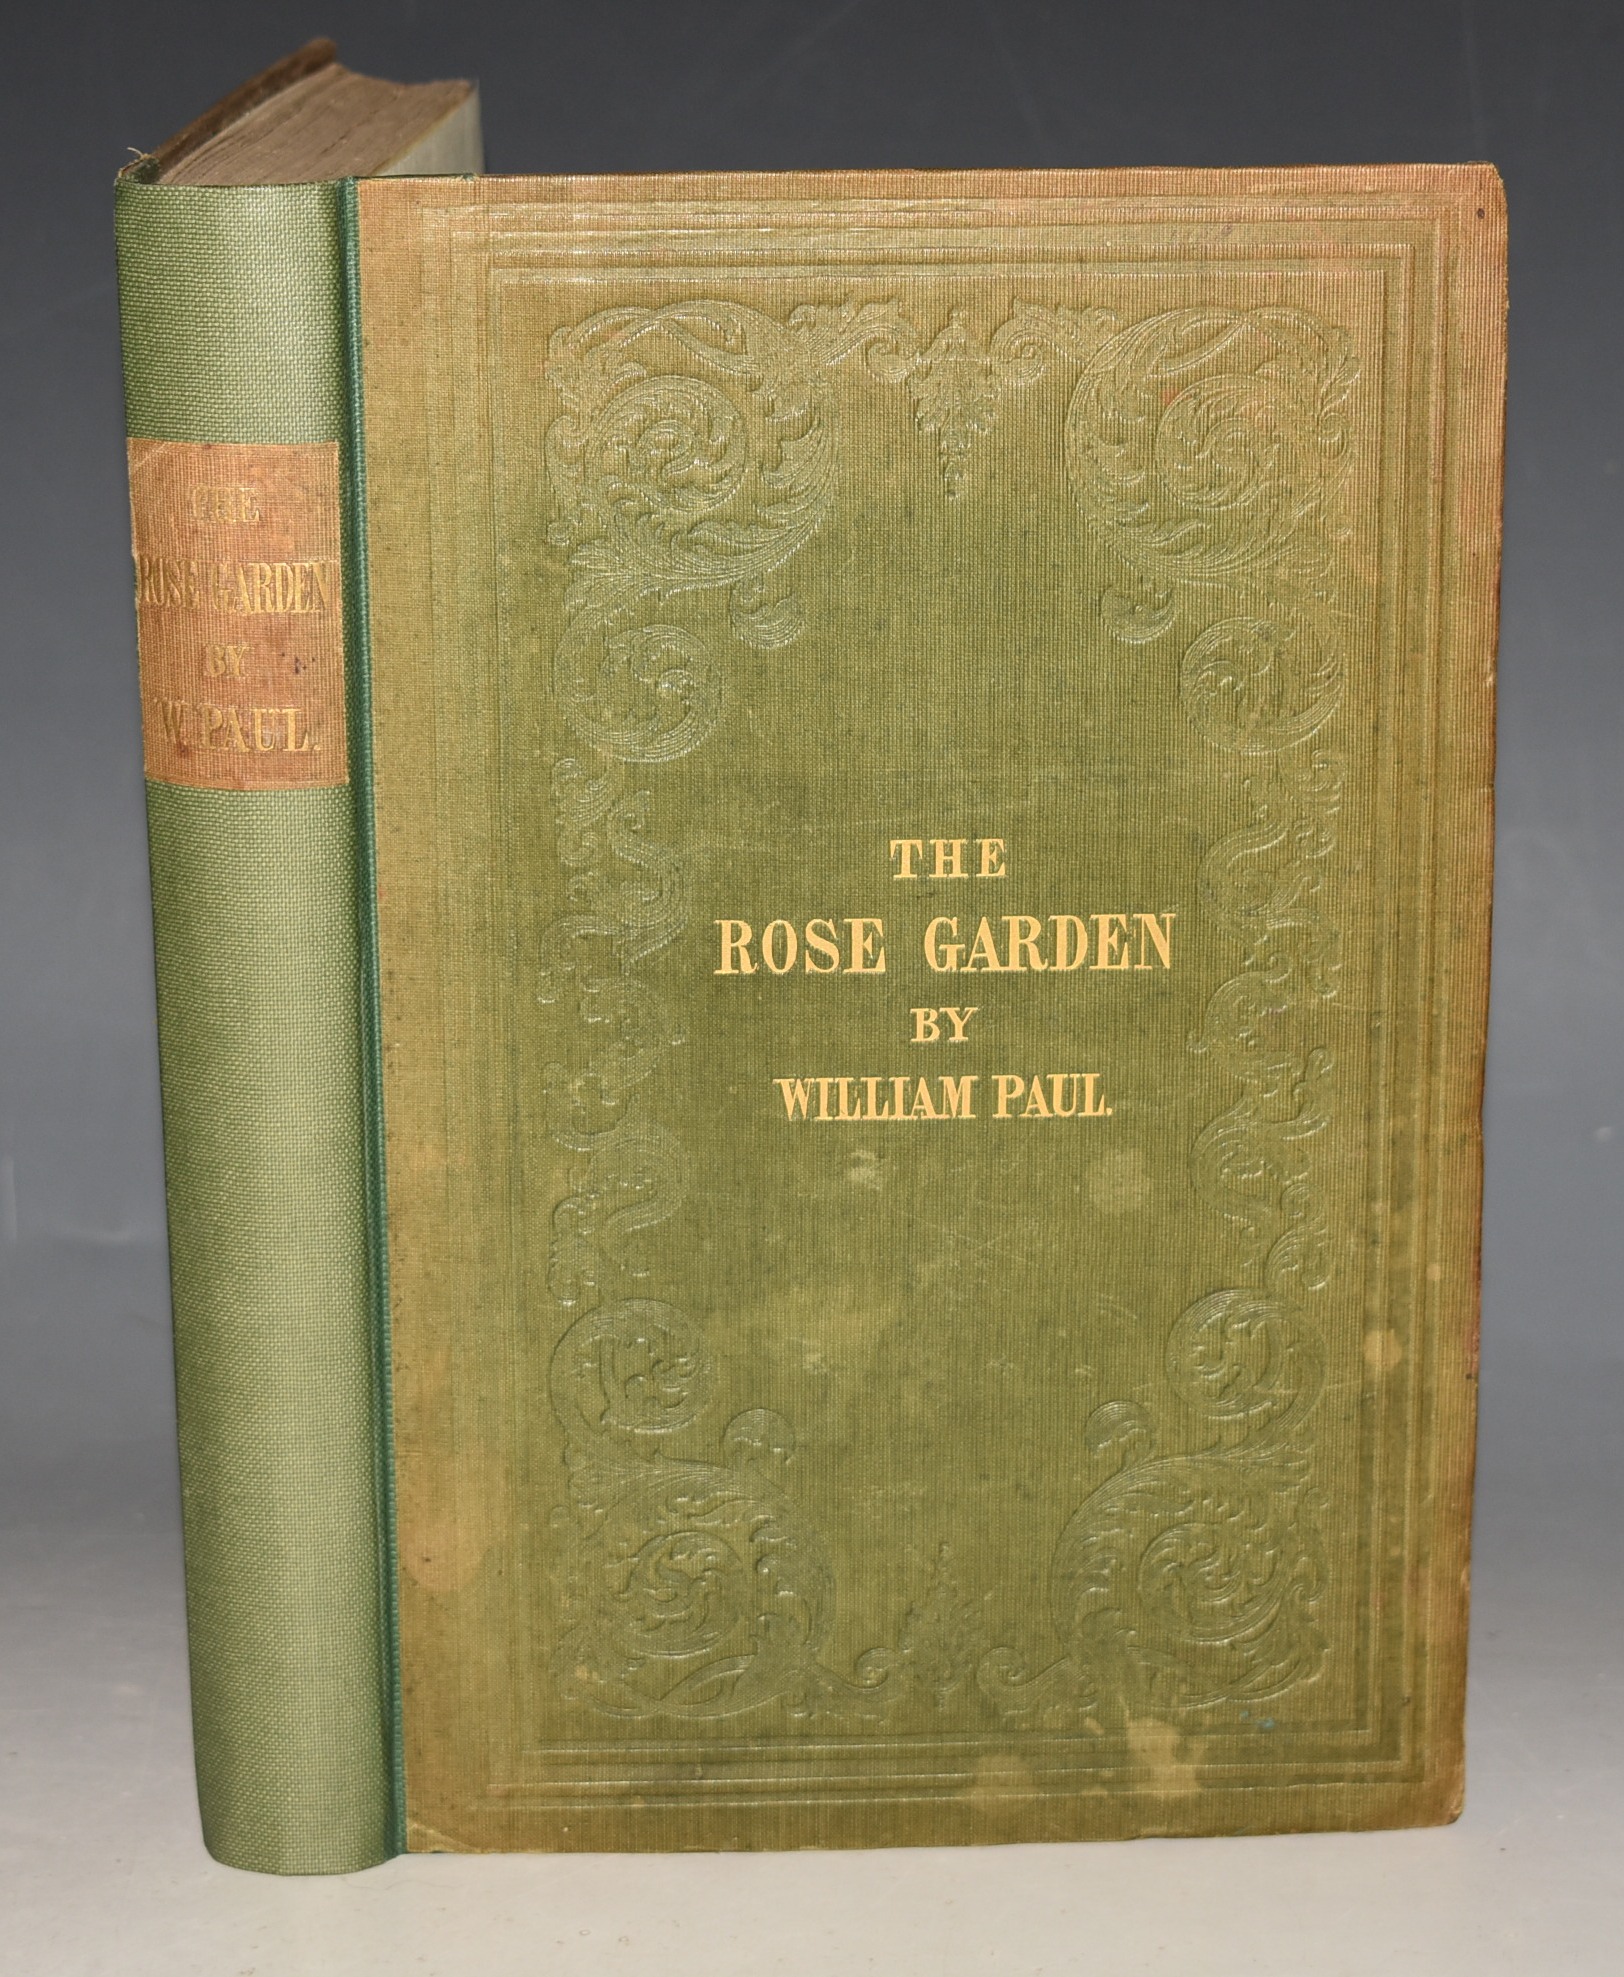 THE
ROSE GARDEN
BY
W. PAUL.
THE
ROSE GARDEN
BY
WILLIAM PAUL.